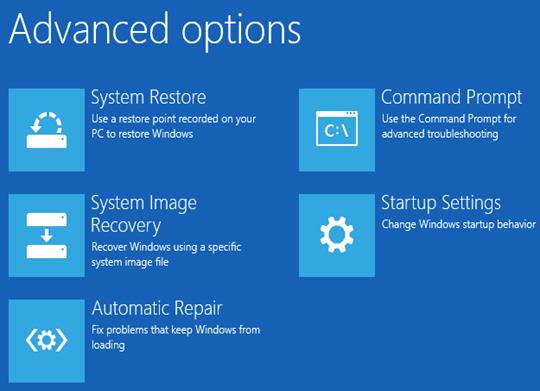 Advanced options
System Restore
Use a restore point recorded on your
PC to restore Windows
Command Prompt
Use the Command Prompt for
advanced troubleshooting
C:\
System Image
Recovery
Recover Windows using a specific
system image file
Startup Settings
Change Windows startup behavior
Automatic Repair
Fix problems that keep Windows from
loading